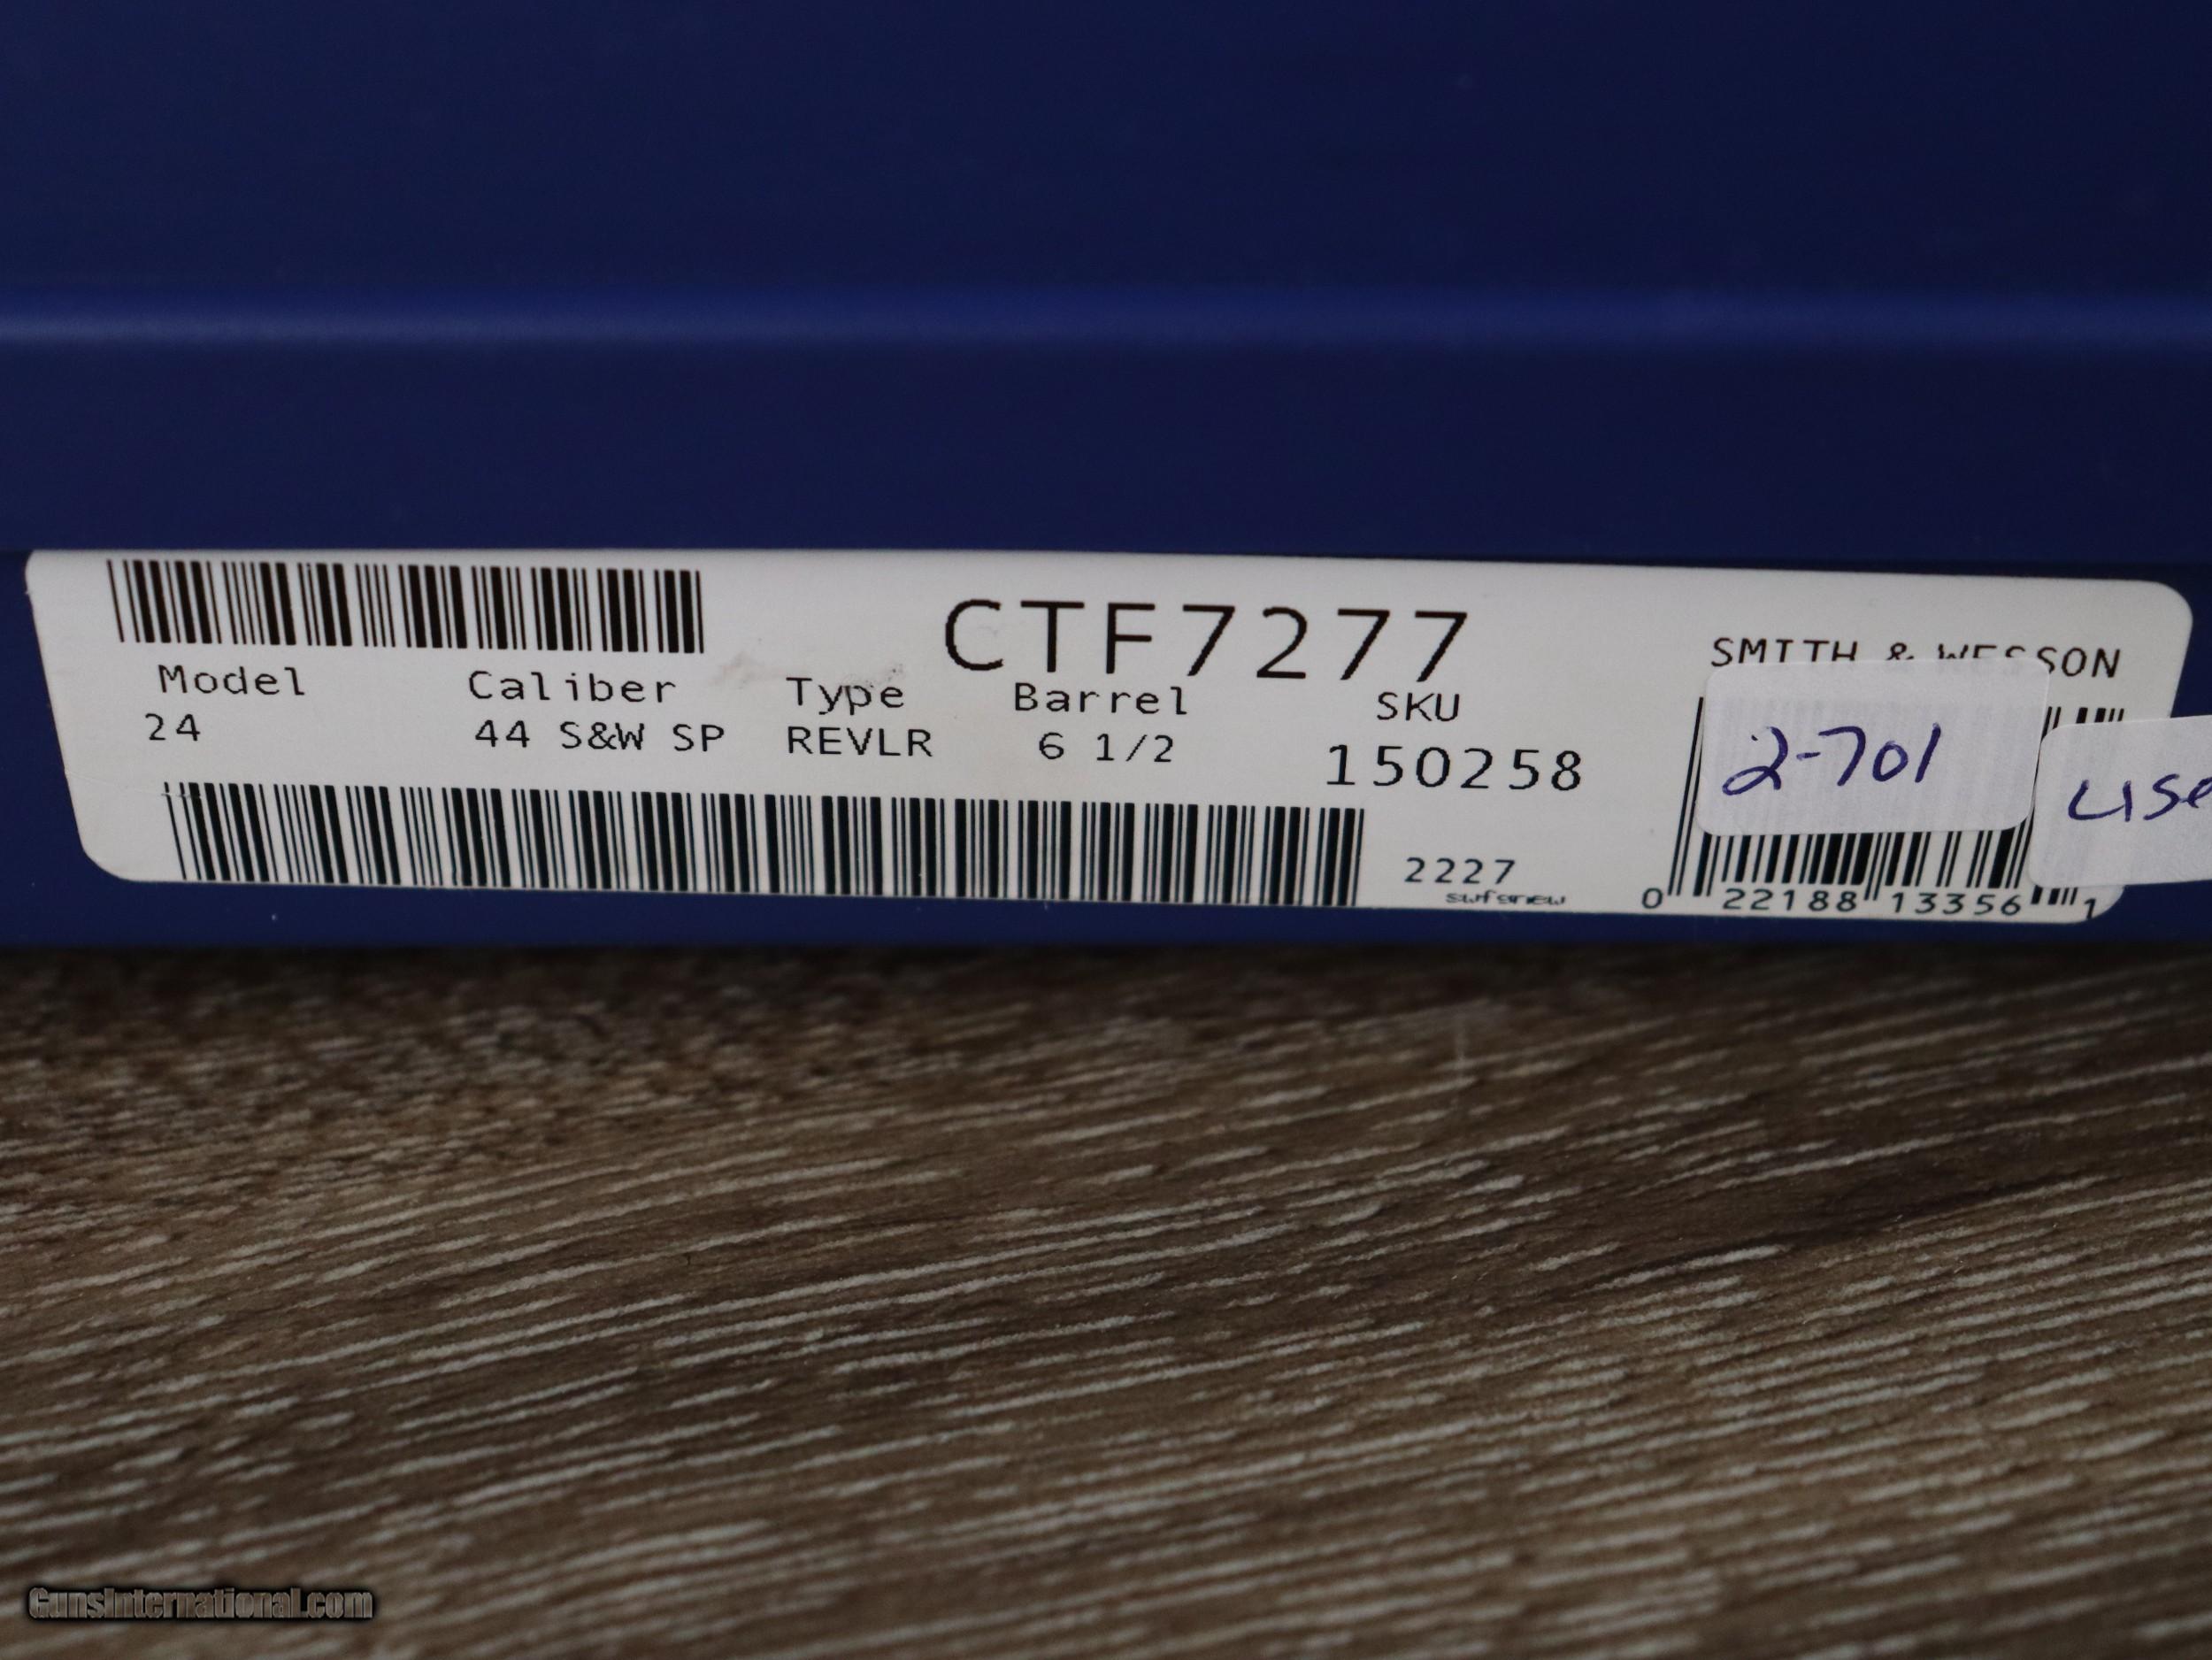 CTF7277
SMITH & WESSON
Model Caliber Type Barrel SKU
24 44 S&W SP REVLR 6 1/2 150258
2-701
2227
0 22188 13356 1
GunsInternational.com